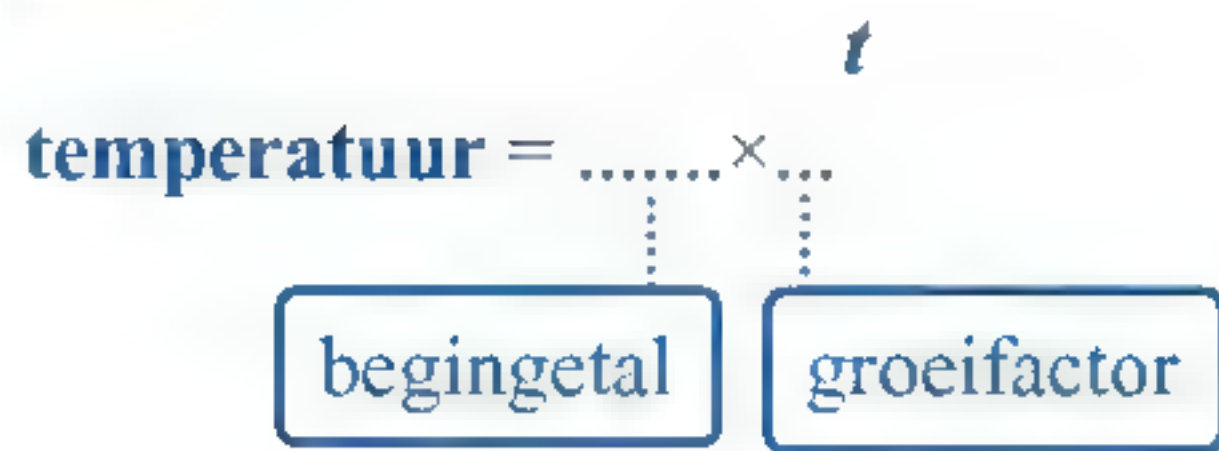 t
temperatuur = ....... × ...
begingetal groeifactor